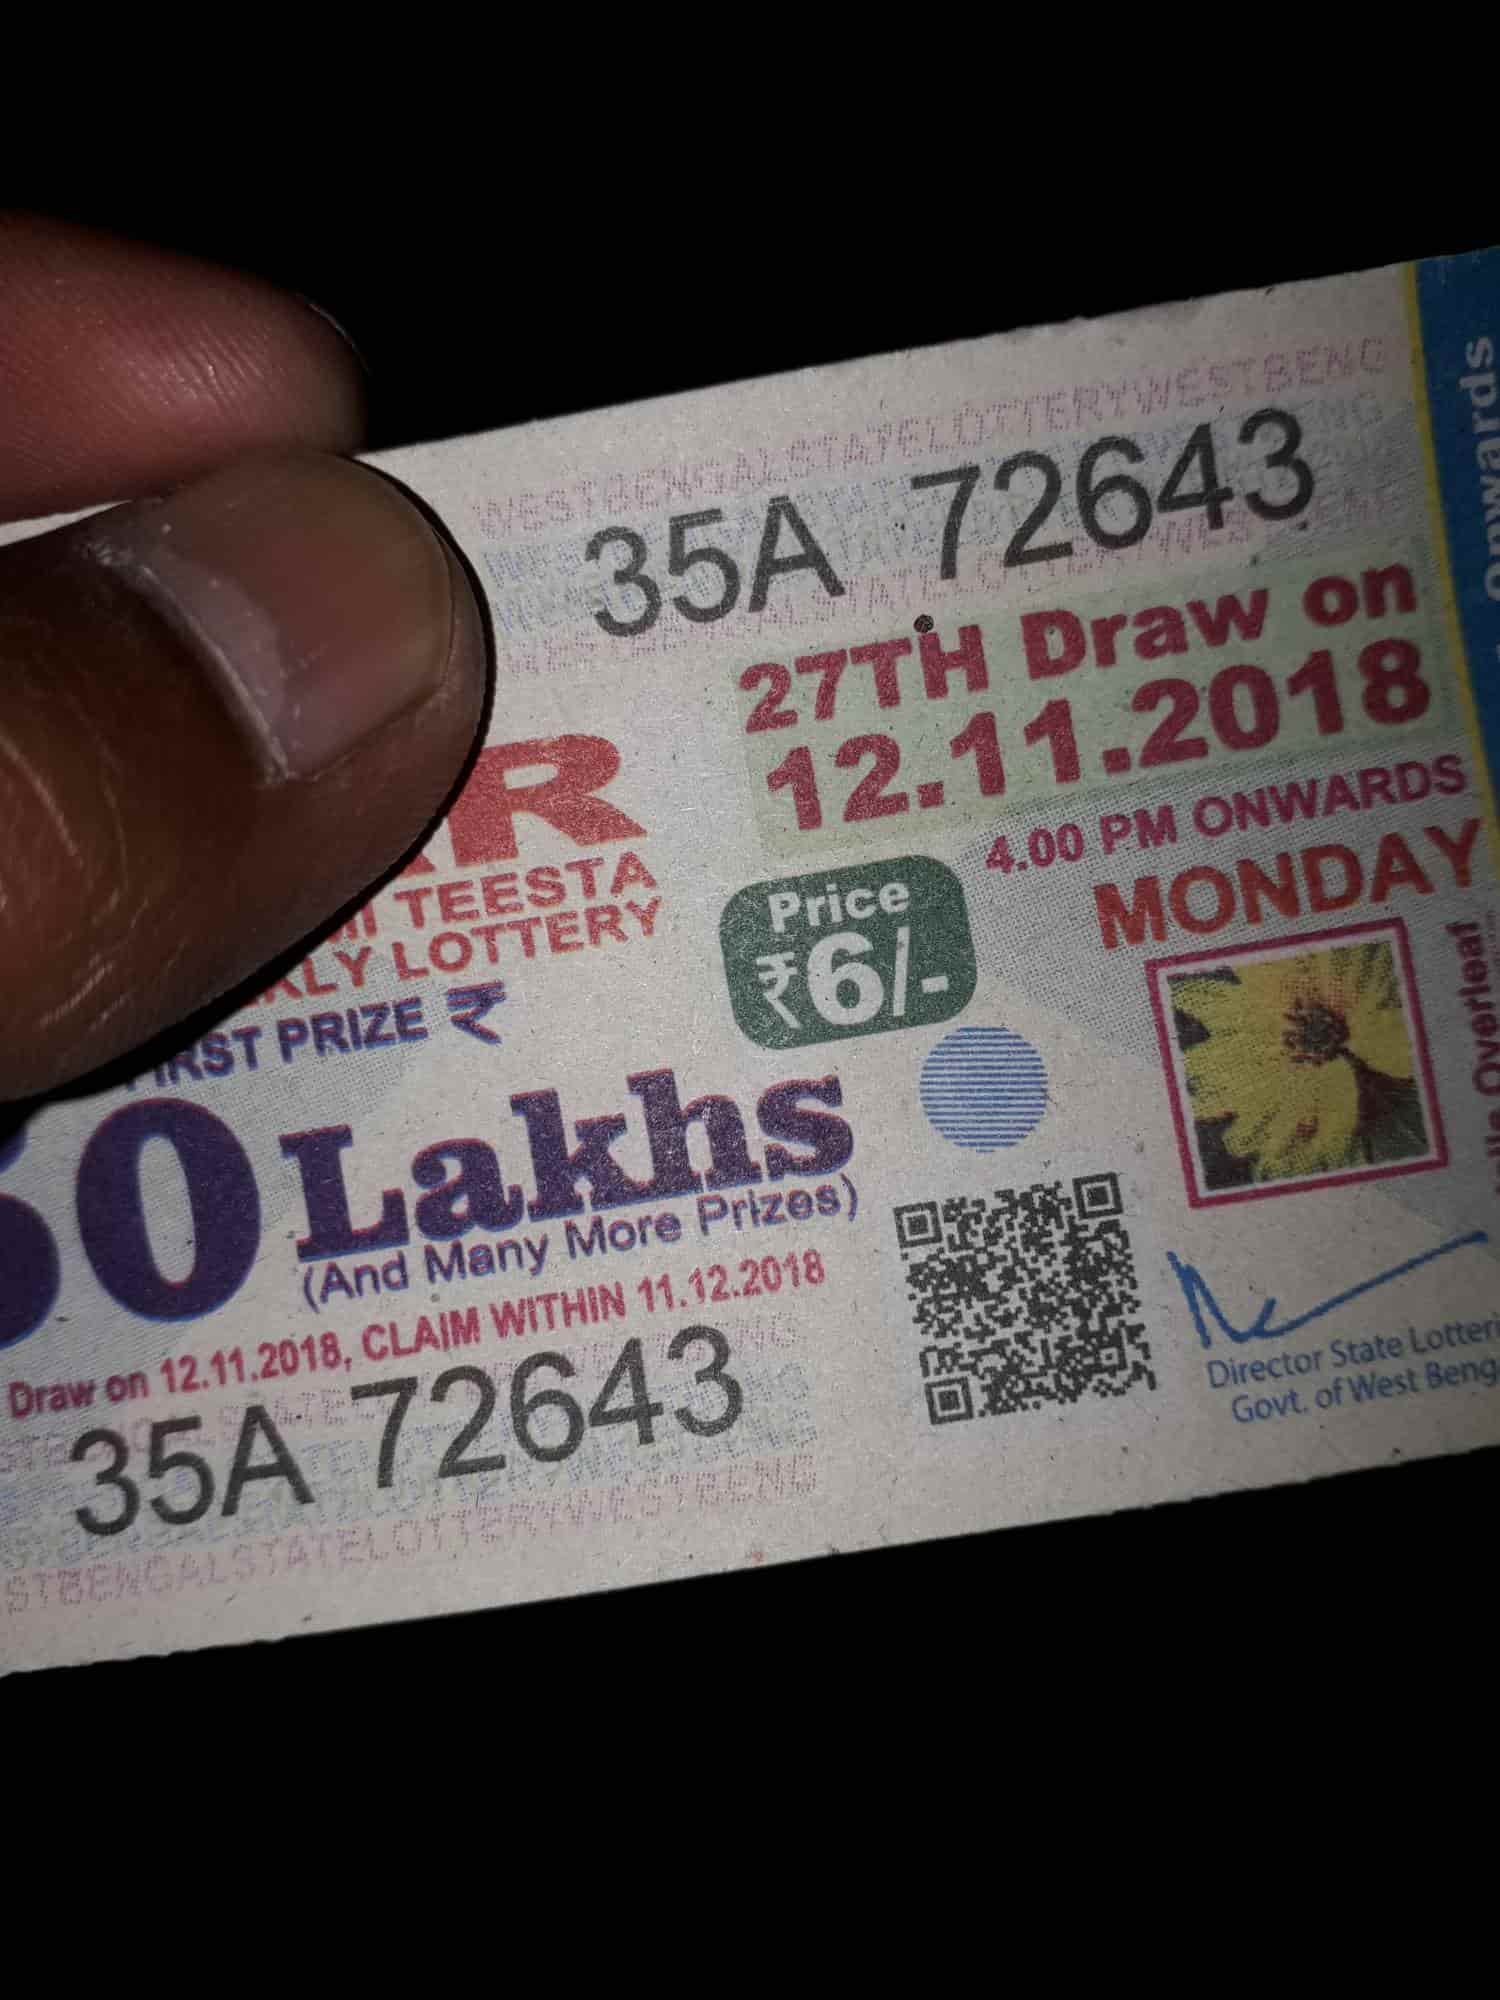 WESTBENGALSTATELOTTERYWESTBENG
35A 72643
27TH Draw on
12.11.2018
4.00 PM ONWARDS
MONDAY
TEESTA
LOTTERY
PRIZE ₹
Price
₹6/-
Lakhs
(And Many More Prizes)
Draw on 12.11.2018, CLAIM WITHIN 11.12.2018
35A 72643
STBENGALSTATELOTTERYWESTBENG
Director State Lotteri
Govt. of West Beng
Onwards
Overleaf